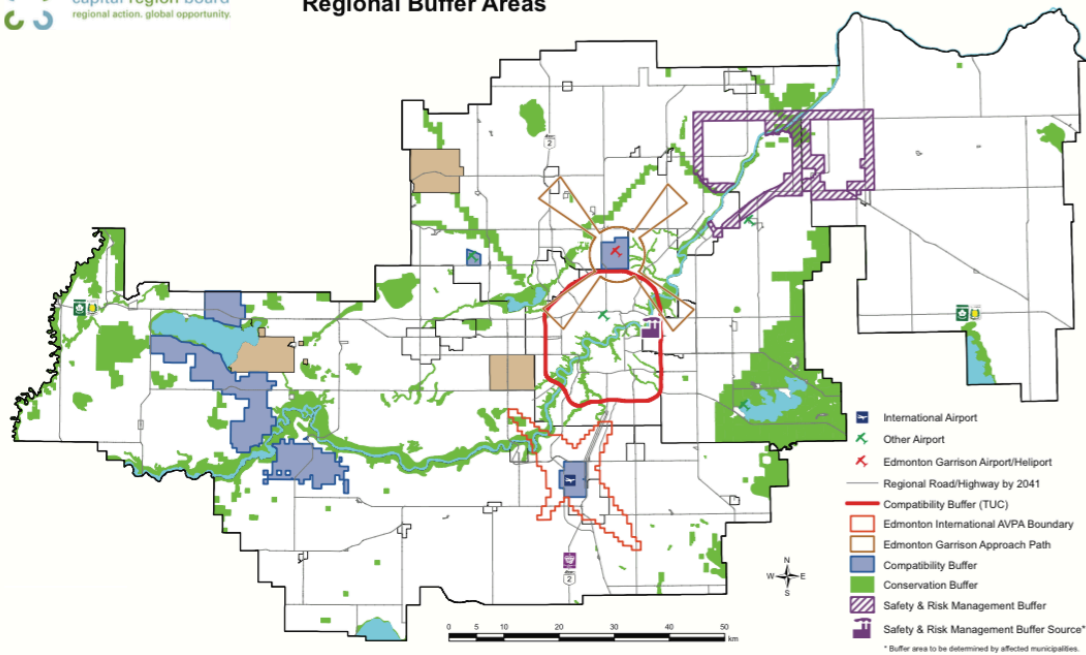 capital region board
regional action. global opportunity.
Regional Buffer Areas
2
2
International Airport
Other Airport
Edmonton Garrison Airport/Heliport
Regional Road/Highway by 2041
Compatibility Buffer (TUC)
Edmonton International AVPA Boundary
Edmonton Garrison Approach Path
Compatibility Buffer
Conservation Buffer
Safety & Risk Management Buffer
Safety & Risk Management Buffer Source*
* Buffer area to be determined by affected municipalities.
N
W E
S
0 5 10 20 30 40 50
km